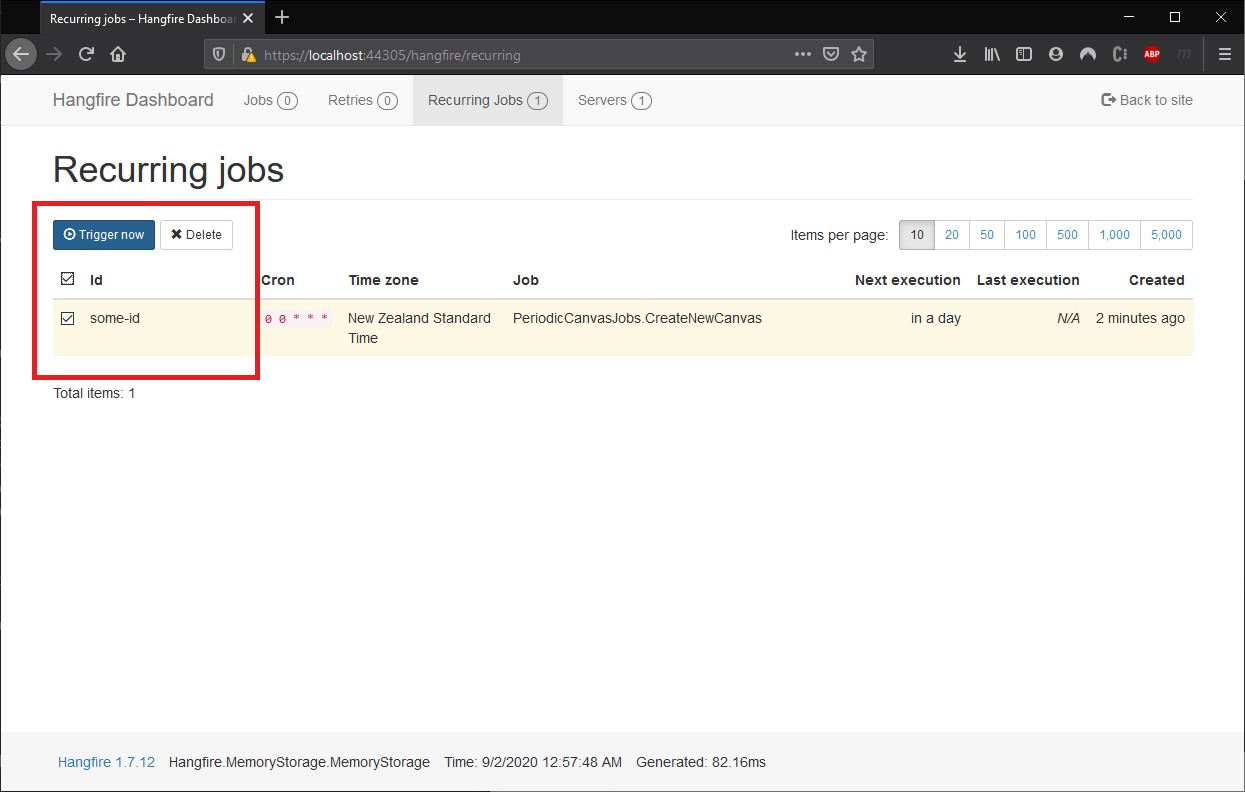 Recurring jobs – Hangfire Dashboa
https://localhost:44305/hangfire/recurring
ABP
m
Hangfire Dashboard Jobs 0 Retries 0 Recurring Jobs 1 Servers 1 Back to site
Recurring jobs
Trigger now Delete Items per page: 10 20 50 100 500 1,000 5,000
Id Cron Time zone Job Next execution Last execution Created
some-id 0 0 * * * New Zealand Standard PeriodicCanvasJobs.CreateNewCanvas in a day N/A 2 minutes ago
Time
Total items: 1
Hangfire 1.7.12 Hangfire.MemoryStorage.MemoryStorage Time: 9/2/2020 12:57:48 AM Generated: 82.16ms